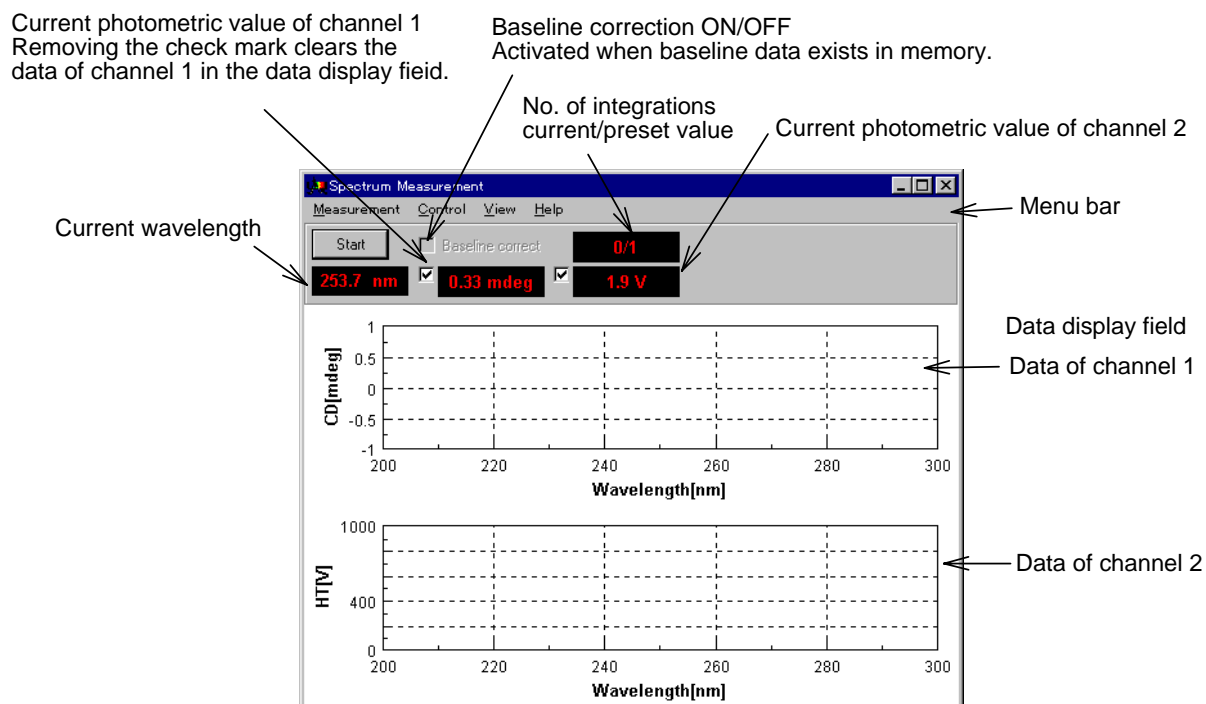 Current photometric value of channel 1
Removing the check mark clears the
data of channel 1 in the data display fieid.
Baseline correction ON/OFF
Activated when baseline data exists in memory.
No. of integrations
current/preset value
Current photometric value of channel 2
Spectrum Measurement
Measurement Control View Help
Menu bar
Current wavelength
Start
Baseline correct
0/1
253.7 nm
0.33 mdeg
1.9 V
Data display field
Data of channel 1
CD[mdeg]
1
0.5
0
-0.5
-1
200 220 240 260 280 300
Wavelength[nm]
Data of channel 2
HT[V]
1000
400
0
200 220 240 260 280 300
Wavelength[nm]